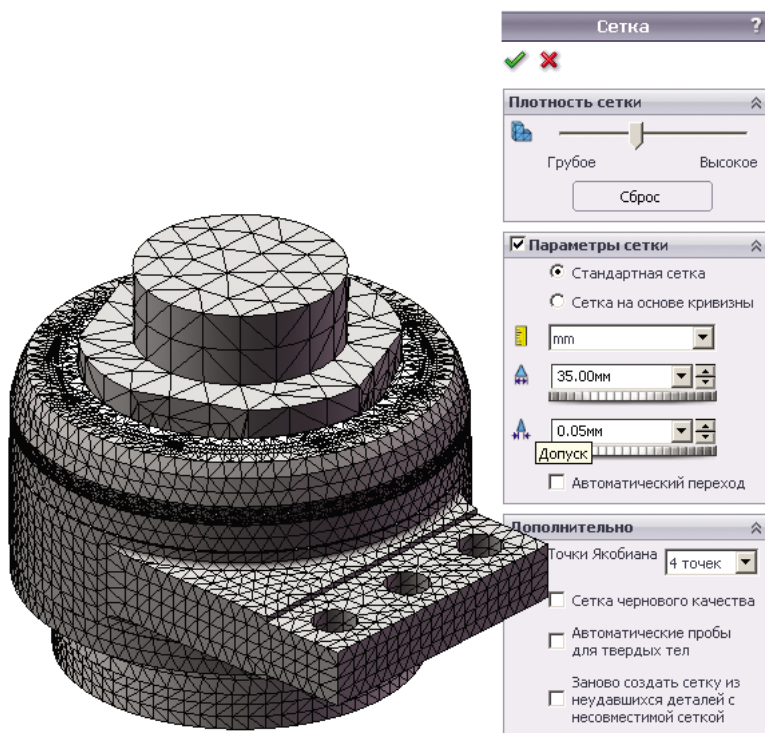 Сетка ?
Плотность сетки
Грубое Высокое
Сброс
Параметры сетки
Стандартная сетка
Сетка на основе кривизны
mm
35.00мм
0.05мм
Допуск
Автоматический переход
Дополнительно
Точки Якобиана 4 точек
Сетка чернового качества
Автоматические пробы
для твердых тел
Заново создать сетку из
неудавшихся деталей с
несовместимой сеткой